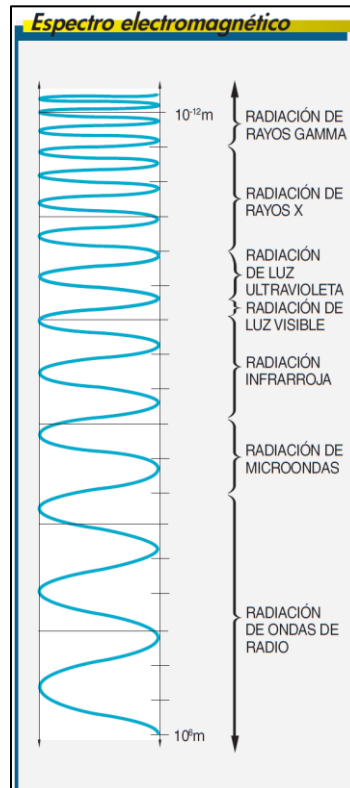 Espectro electromagnético
10⁻¹²m
RADIACIÓN DE
RAYOS GAMMA
RADIACIÓN DE
RAYOS X
RADIACIÓN
DE LUZ
ULTRAVIOLETA
RADIACIÓN DE
LUZ VISIBLE
RADIACIÓN
INFRARROJA
RADIACIÓN DE
MICROONDAS
RADIACIÓN
DE ONDAS DE
RADIO
10⁶m